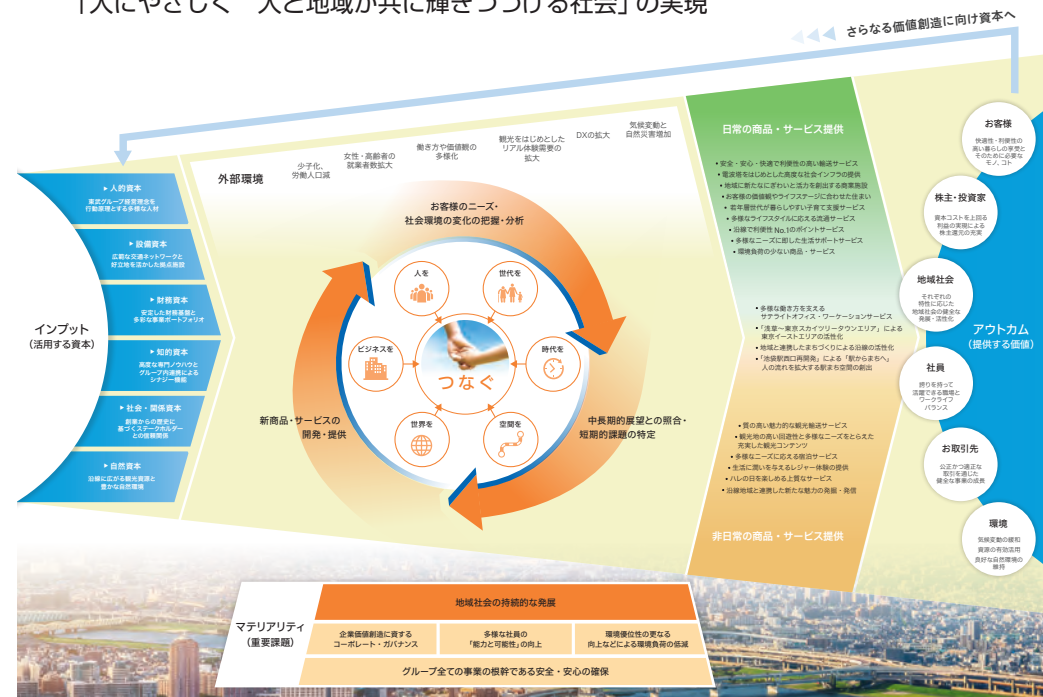 「人にやさしく 人と地域が共に輝きつづける社会」の実現
さらなる価値創造に向け資本へ
インプット
（活用する資本）
▶人的資本
東武グループ経営理念を
行動原理とする多様な人材
▶設備資本
広範な交通ネットワークと
好立地を活かした拠点施設
▶財務資本
安定した財務基盤と
多彩な事業ポートフォリオ
▶知的資本
高度な専門ノウハウと
グループ内連携による
シナジー機能
▶社会・関係資本
創業からの歴史に
基づくステークホルダー
との信頼関係
▶自然資本
沿線に広がる観光資源と
豊かな自然環境
外部環境
少子化、
労働人口減
女性・高齢者の
就業者数拡大
働き方や価値観の
多様化
観光をはじめとした
リアル体験需要の
拡大
DXの拡大
気候変動と
自然災害増加
お客様のニーズ・
社会環境の変化の把握・分析
人を
世代を
ビジネスを
時代を
つなぐ
世界を
空間を
新商品・サービスの
開発・提供
中長期的展望との照合・
短期的課題の特定
日常の商品・サービス提供
•安全・安心・快適で利便性の高い輸送サービス
•電波塔をはじめとした高度な社会インフラの提供
•地域に新たなにぎわいと活力を創出する商業施設
•お客様の価値観やライフステージに合わせた住まい
•若年層世代が暮らしやすい子育て支援サービス
•多様なライフスタイルに応える流通サービス
•沿線で利便性No.1のポイントサービス
•多様なニーズに即した生活サポートサービス
•環境負荷の少ない商品・サービス
•多様な働き方を支える
サテライトオフィス・ワーケーションサービス
•「浅草～東京スカイツリータウンエリア」による
東京イーストエリアの活性化
•地域と連携したまちづくりによる沿線の活性化
•「池袋駅西口再開発」による「駅からまちへ」
人の流れを拡大する駅まち空間の創出
•質の高い魅力的な観光輸送サービス
•観光地の高い回遊性と多様なニーズをとらえた
充実した観光コンテンツ
•多様なニーズに応える宿泊サービス
•生活に潤いを与えるレジャー体験の提供
•ハレの日を楽しめる上質なサービス
•沿線地域と連携した新たな魅力の発掘・発信
非日常の商品・サービス提供
お客様
快適性・利便性の
高い暮らしの享受と
そのために必要な
モノ、コト
株主・投資家
資本コストを上回る
利益の実現による
株主還元の充実
地域社会
それぞれの
特性に応じた
地域社会の健全な
発展・活性化
社員
誇りを持って
活躍できる職場と
ワークライフ
バランス
お取引先
公正かつ適正な
取引を通じた
健全な事業の成長
環境
気候変動の緩和
資源の有効活用
良好な自然環境の
維持
アウトカム
（提供する価値）
マテリアリティ
（重要課題）
地域社会の持続的な発展
企業価値創造に資する
コーポレート・ガバナンス
多様な社員の
「能力と可能性」の向上
環境優位性の更なる
向上などによる環境負荷の低減
グループ全ての事業の根幹である安全・安心の確保